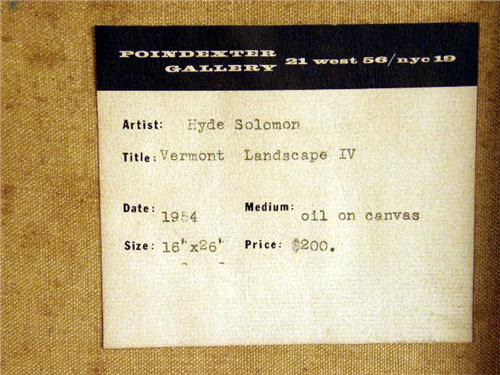 POINDEXTER
GALLERY 21 west 56/nyc 19
Artist: Hyde Solomon
Title: Vermont Landscape IV
Date: 1954 Medium: oil on canvas
Size: 16"x26" Price: $200.